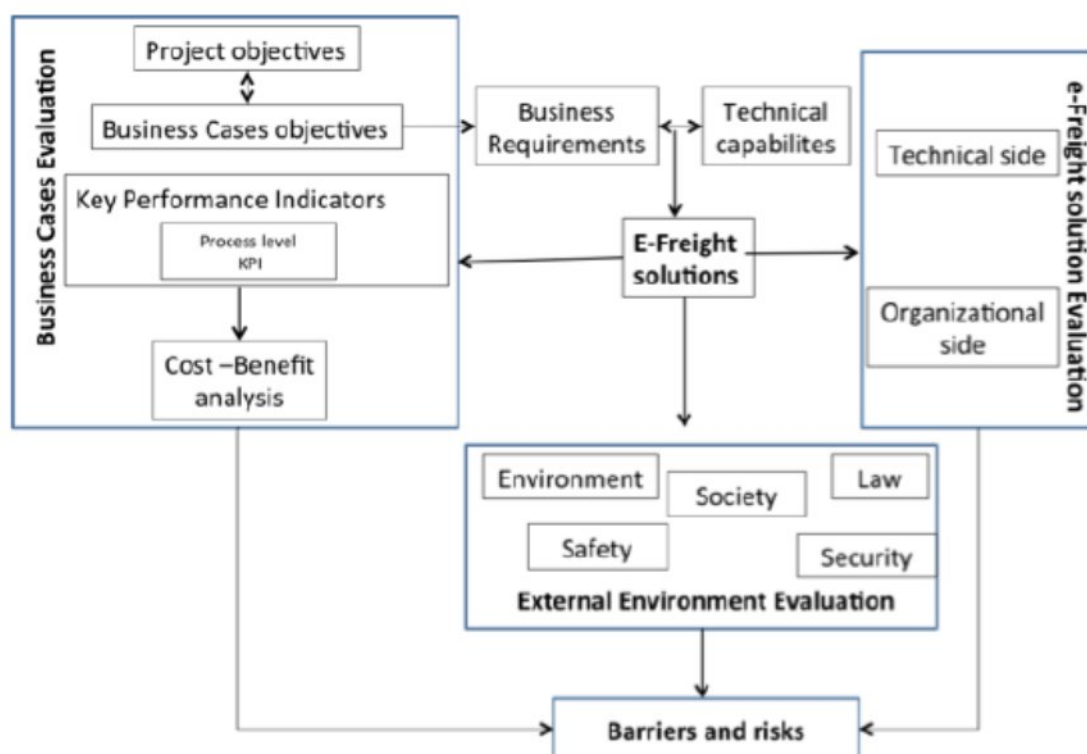 Business Cases Evaluation
Project objectives
Business Cases objectives
Key Performance Indicators
Process level
KPI
Cost –Benefit
analysis
Business
Requirements
Technical
capabilites
E-Freight
solutions
e-Freight solution Evaluation
Technical side
Organizational
side
Environment
Society
Law
Safety
Security
External Environment Evaluation
Barriers and risks